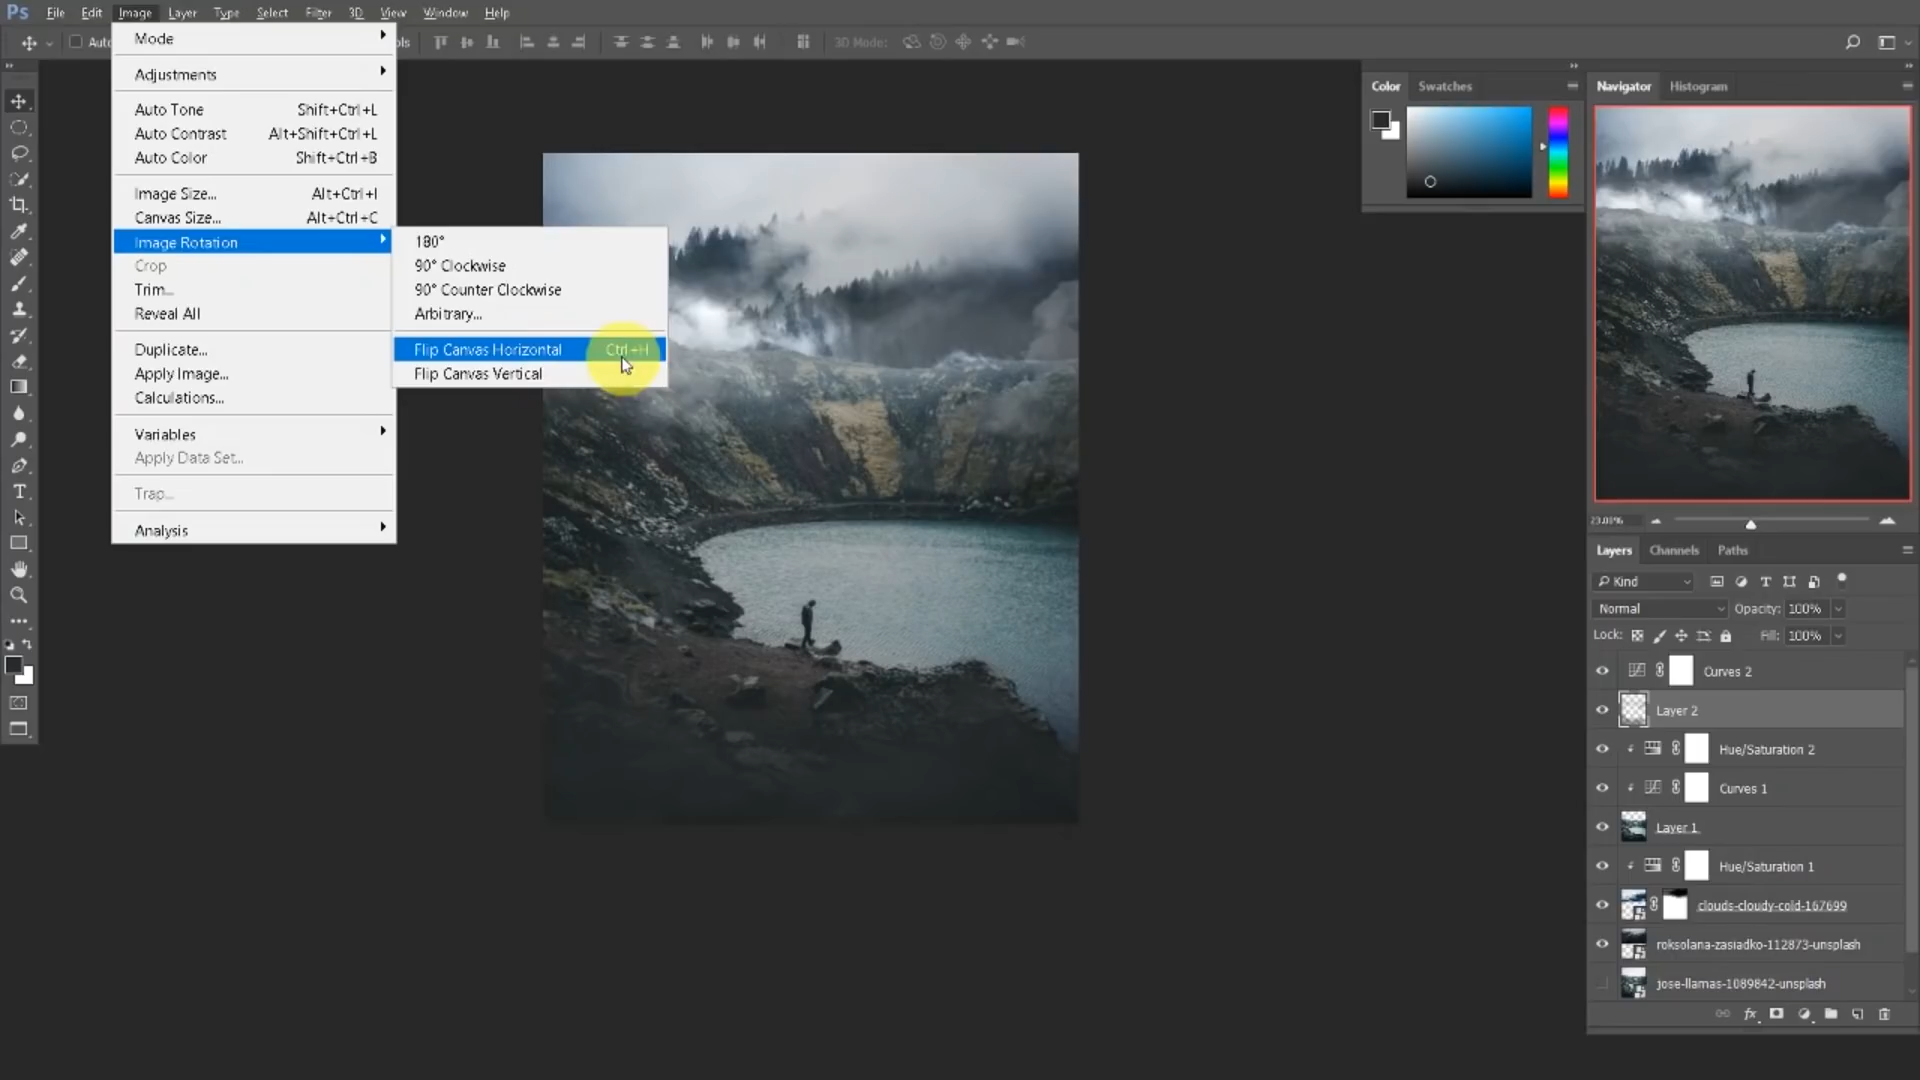 Ps File Edit Image Layer Type Select Filter 3D View Window Help
3D Mode:
Mode
Adjustments
Auto Tone Shift+Ctrl+L
Auto Contrast Alt+Shift+Ctrl+L
Auto Color Shift+Ctrl+B
Image Size... Alt+Ctrl+I
Canvas Size... Alt+Ctrl+C
Image Rotation
Crop
Trim...
Reveal All
Duplicate...
Apply Image...
Calculations...
Variables
Apply Data Set...
Trap...
Analysis
180°
90° Clockwise
90° Counter Clockwise
Arbitrary...
Flip Canvas Horizontal Ctrl+H
Flip Canvas Vertical
Color Swatches
Navigator Histogram
Layers Channels Paths
Kind
Normal Opacity: 100%
Lock: Fill: 100%
Curves 2
Layer 2
Hue/Saturation 2
Curves 1
Layer 1
Hue/Saturation 1
clouds-cloudy-cold-167699
roksolana-zasiadko-112873-unsplash
jose-llamas-1089842-unsplash